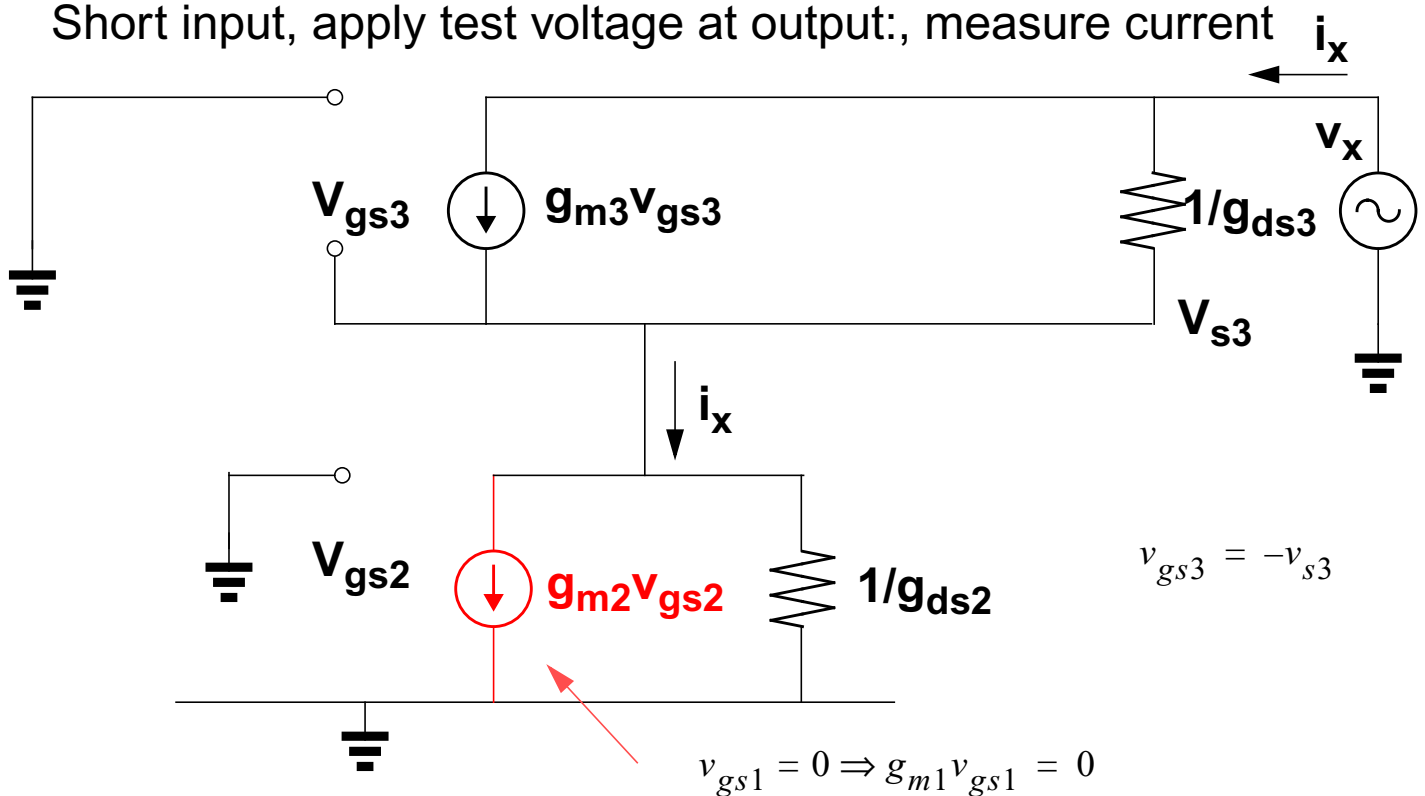 Short input, apply test voltage at output:, measure current
i_x
v_x
V_gs3
g_m3v_gs3
1/g_ds3
V_s3
i_x
V_gs2
g_m2v_gs2
1/g_ds2
v_gs3 = −v_s3
v_gs1 = 0 ⇒ g_m1v_gs1 = 0